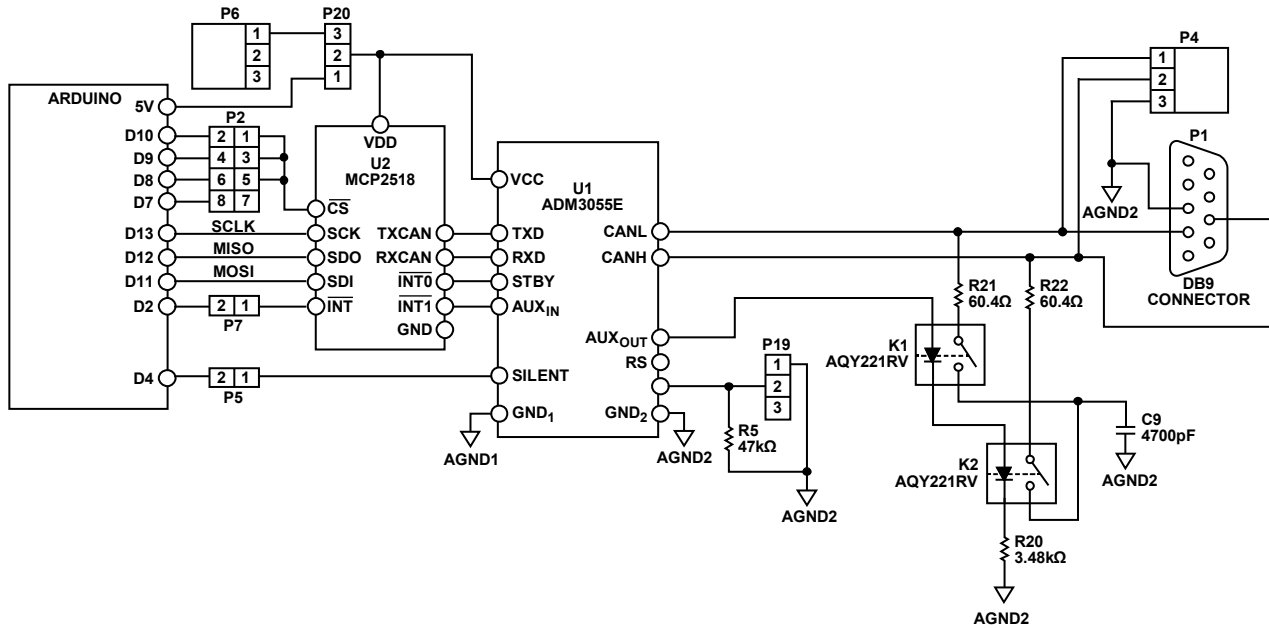 P6
1
2
3
P20
3
2
1
ARDUINO
5V
D10
D9
D8
D7
D13
D12
D11
D2
D4
P2
2 1
4 3
6 5
8 7
SCLK
MISO
MOSI
2 1
P7
2 1
P5
VDD
U2
MCP2518
CS
SCK
SDO
SDI
INT
TXCAN
RXCAN
INT0
INT1
GND
U1
ADM3055E
VCC
TXD
RXD
STBY
AUXIN
SILENT
GND1
AGND1
CANL
CANH
AUXOUT
RS
GND2
AGND2
P19
1
2
3
R5
47kΩ
AGND2
R21
60.4Ω
R22
60.4Ω
K1
AQY221RV
K2
AQY221RV
C9
4700pF
AGND2
R20
3.48kΩ
AGND2
P4
1
2
3
AGND2
P1
DB9
CONNECTOR